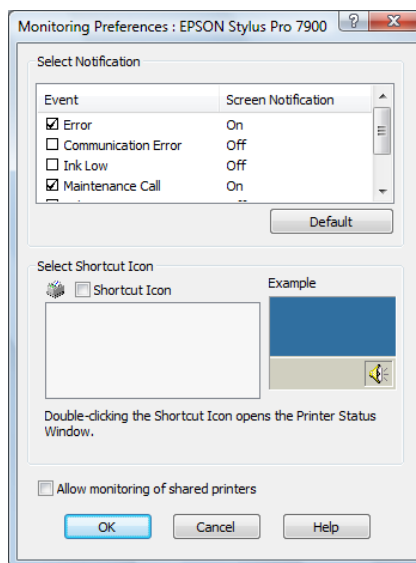 Monitoring Preferences : EPSON Stylus Pro 7900
Select Notification
Event Screen Notification
Error On
Communication Error Off
Ink Low Off
Maintenance Call On
Default
Select Shortcut Icon
Shortcut Icon
Example
Double-clicking the Shortcut Icon opens the Printer Status
Window.
Allow monitoring of shared printers
OK Cancel Help